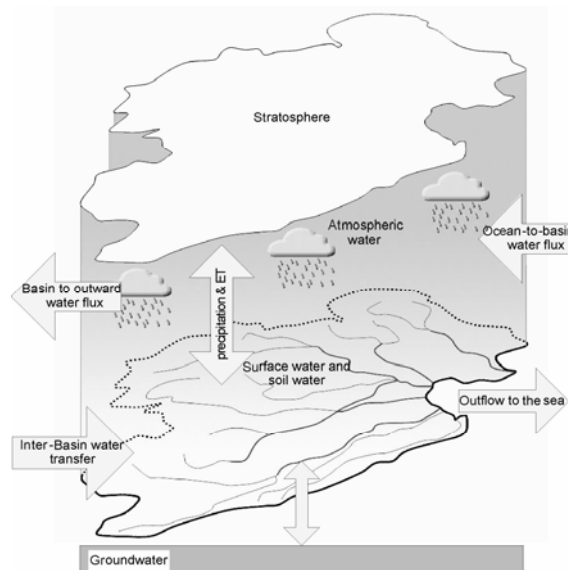 Stratosphere
Atmospheric
water
Ocean-to-basin
water flux
Basin to outward
water flux
precipitation & ET
Surface water and
soil water
Outflow to the sea
Inter-Basin water
transfer
Groundwater